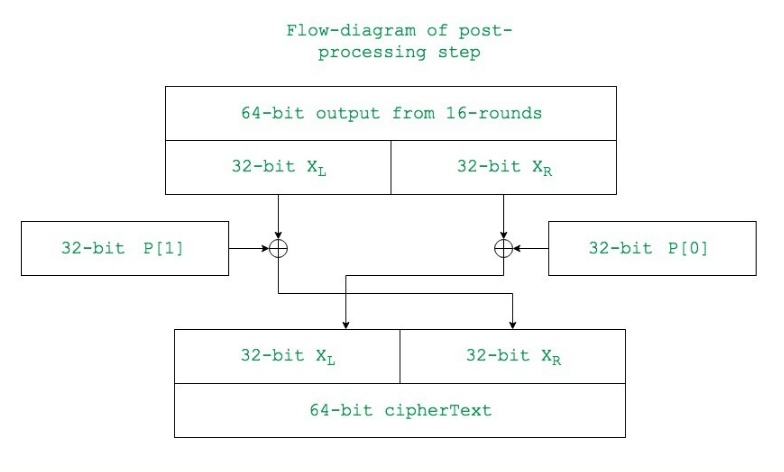 Flow-diagram of post-
processing step
64-bit output from 16-rounds
32-bit XL
32-bit XR
32-bit P[1]
32-bit P[0]
32-bit XL
32-bit XR
64-bit cipherText